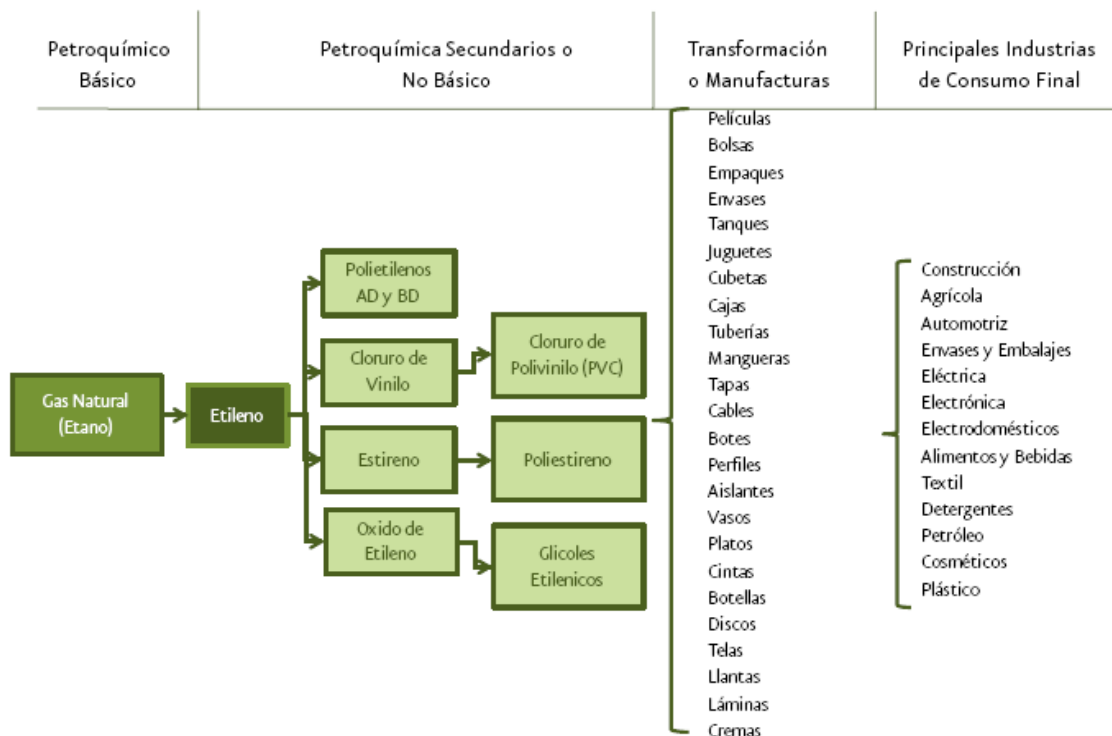 Petroquímico
Básico
Petroquímica Secundarios o
No Básico
Transformación
o Manufacturas
Principales Industrias
de Consumo Final
Gas Natural
(Etano)
Etileno
Polietilenos
AD y BD
Cloruro de
Vinilo
Cloruro de
Polivinilo (PVC)
Estireno
Poliestireno
Oxido de
Etileno
Glicoles
Etilenicos
Películas
Bolsas
Empaques
Envases
Tanques
Juguetes
Cubetas
Cajas
Tuberías
Mangueras
Tapas
Cables
Botes
Perfiles
Aislantes
Vasos
Platos
Cintas
Botellas
Discos
Telas
Llantas
Láminas
Cremas
Construcción
Agrícola
Automotriz
Envases y Embalajes
Eléctrica
Electrónica
Electrodomésticos
Alimentos y Bebidas
Textil
Detergentes
Petróleo
Cosméticos
Plástico